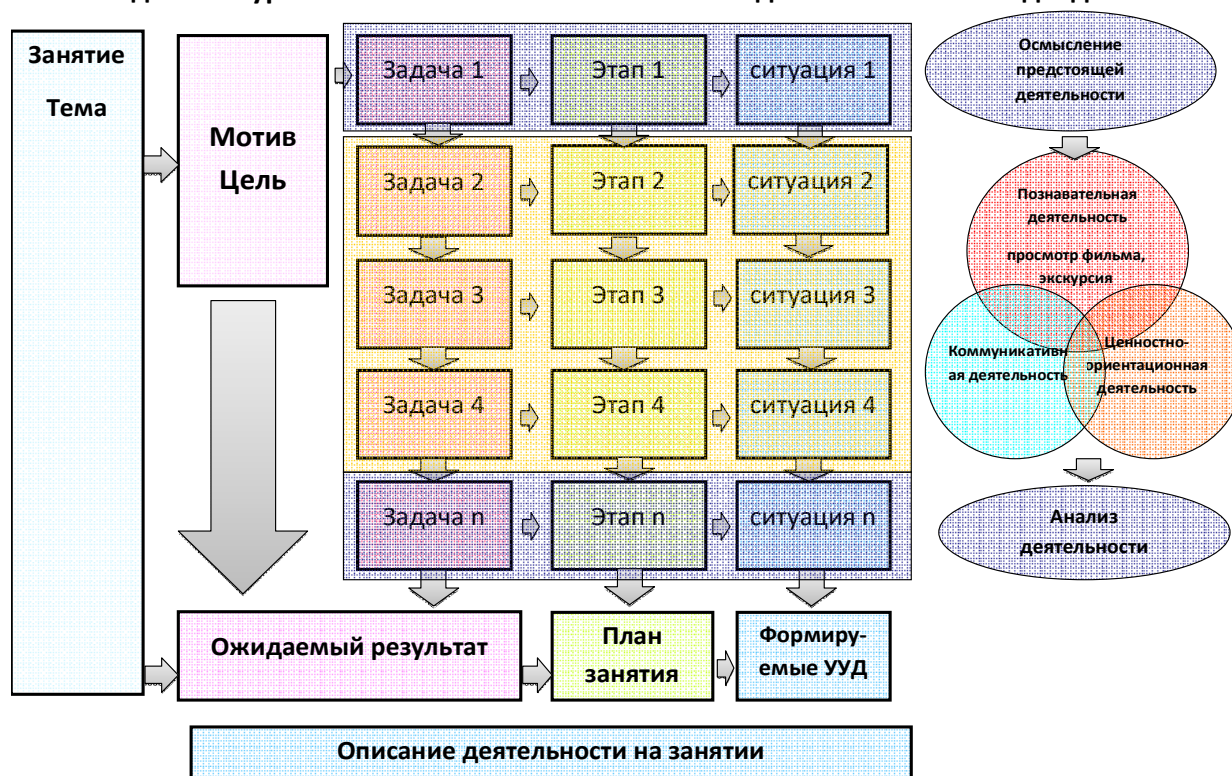 Занятие
Тема
Мотив
Цель
Задача 1
Этап 1
ситуация 1
Задача 2
Этап 2
ситуация 2
Задача 3
Этап 3
ситуация 3
Задача 4
Этап 4
ситуация 4
Задача n
Этап n
ситуация n
Ожидаемый результат
План
занятия
Формиру-
емые УУД
Описание деятельности на занятии
Осмысление
предстоящей
деятельности
Познавательная
деятельность
просмотр фильма,
экскурсия
Коммуникативн
ая деятельность
Ценностно-
ориентационная
деятельность
Анализ
деятельности